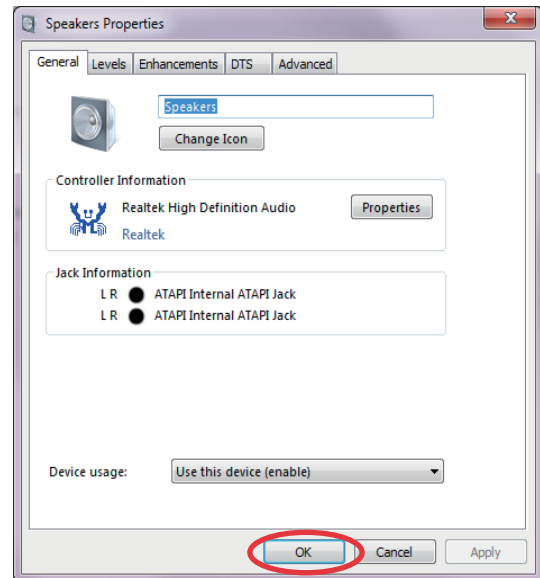 Speakers Properties
General Levels Enhancements DTS Advanced
Speakers
Change Icon
Controller Information
Realtek High Definition Audio Properties
Realtek
Jack Information
L R ATAPI Internal ATAPI Jack
L R ATAPI Internal ATAPI Jack
Device usage: Use this device (enable)
OK Cancel Apply